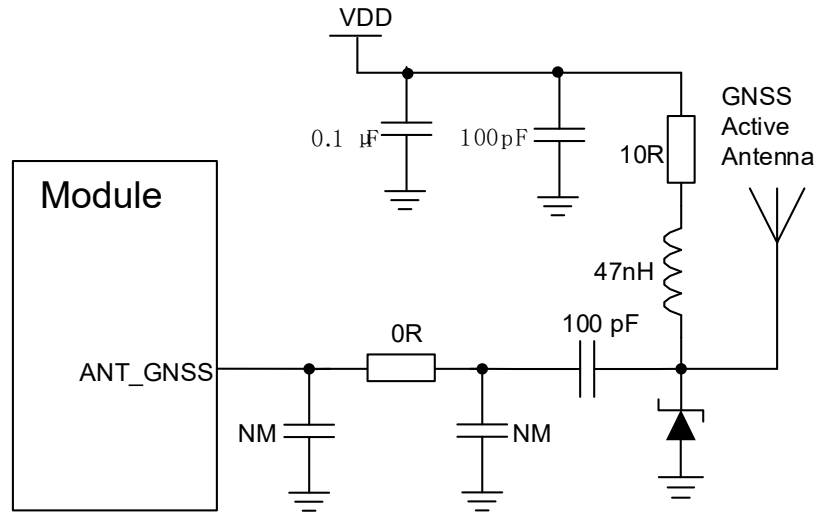 VDD
GNSS
Active
Antenna
0.1 μF
100pF
10R
Module
47nH
100 pF
0R
ANT_GNSS
NM
NM